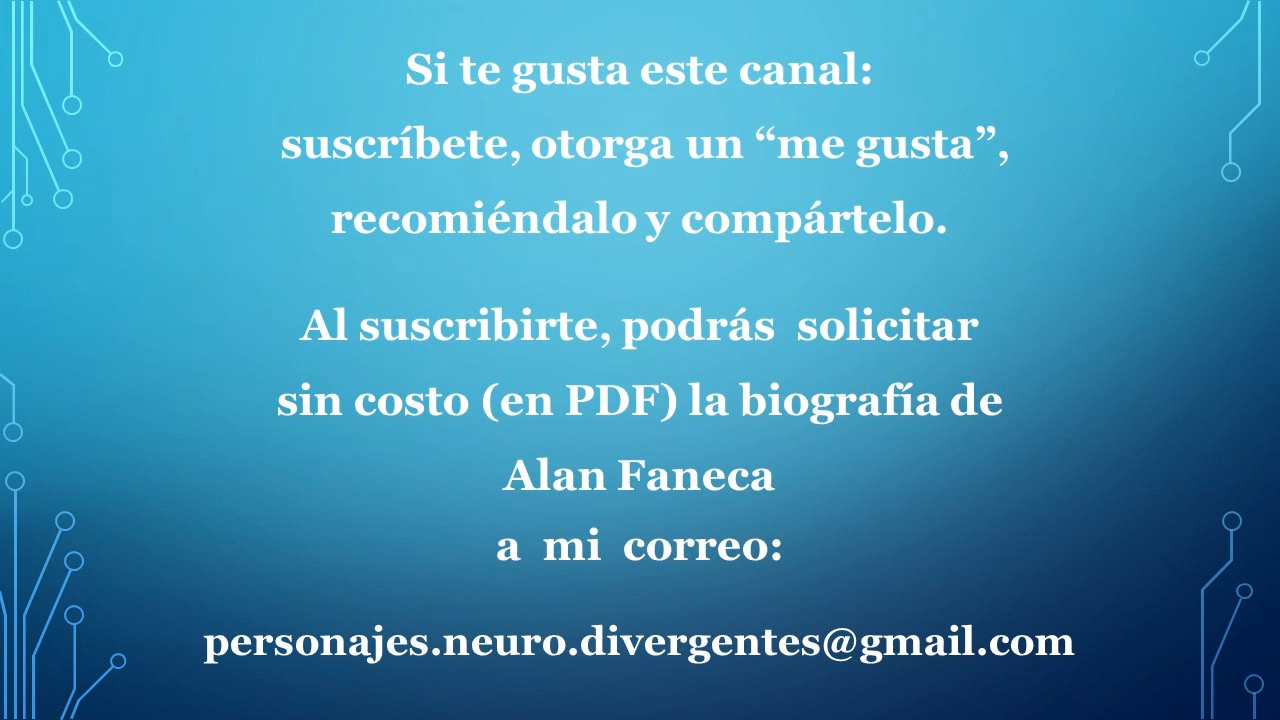 Si te gusta este canal:
suscríbete, otorga un “me gusta”,
recomiéndalo y compártelo.
Al suscribirte, podrás solicitar
sin costo (en PDF) la biografía de
Alan Faneca
a mi correo:
personajes.neuro.divergentes@gmail.com